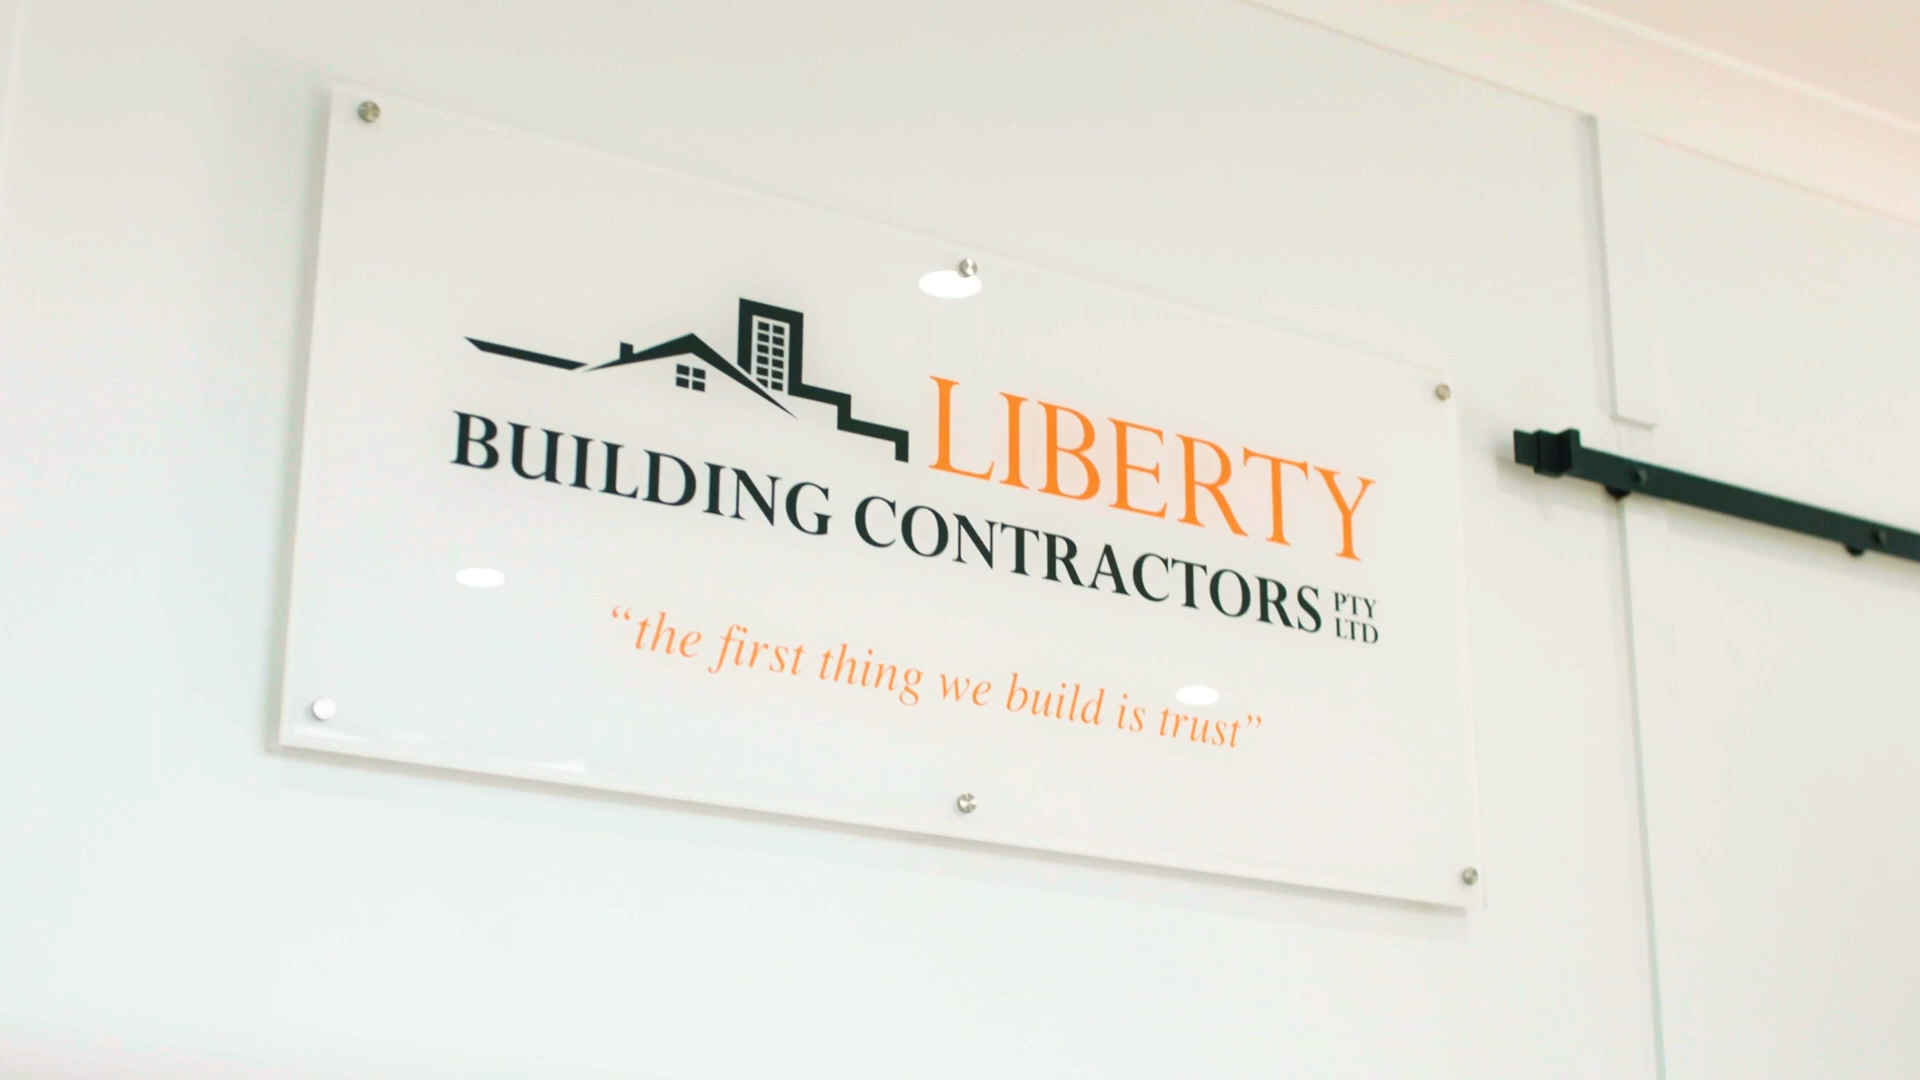 LIBERTY
BUILDING CONTRACTORS PTY LTD
“the first thing we build is trust”